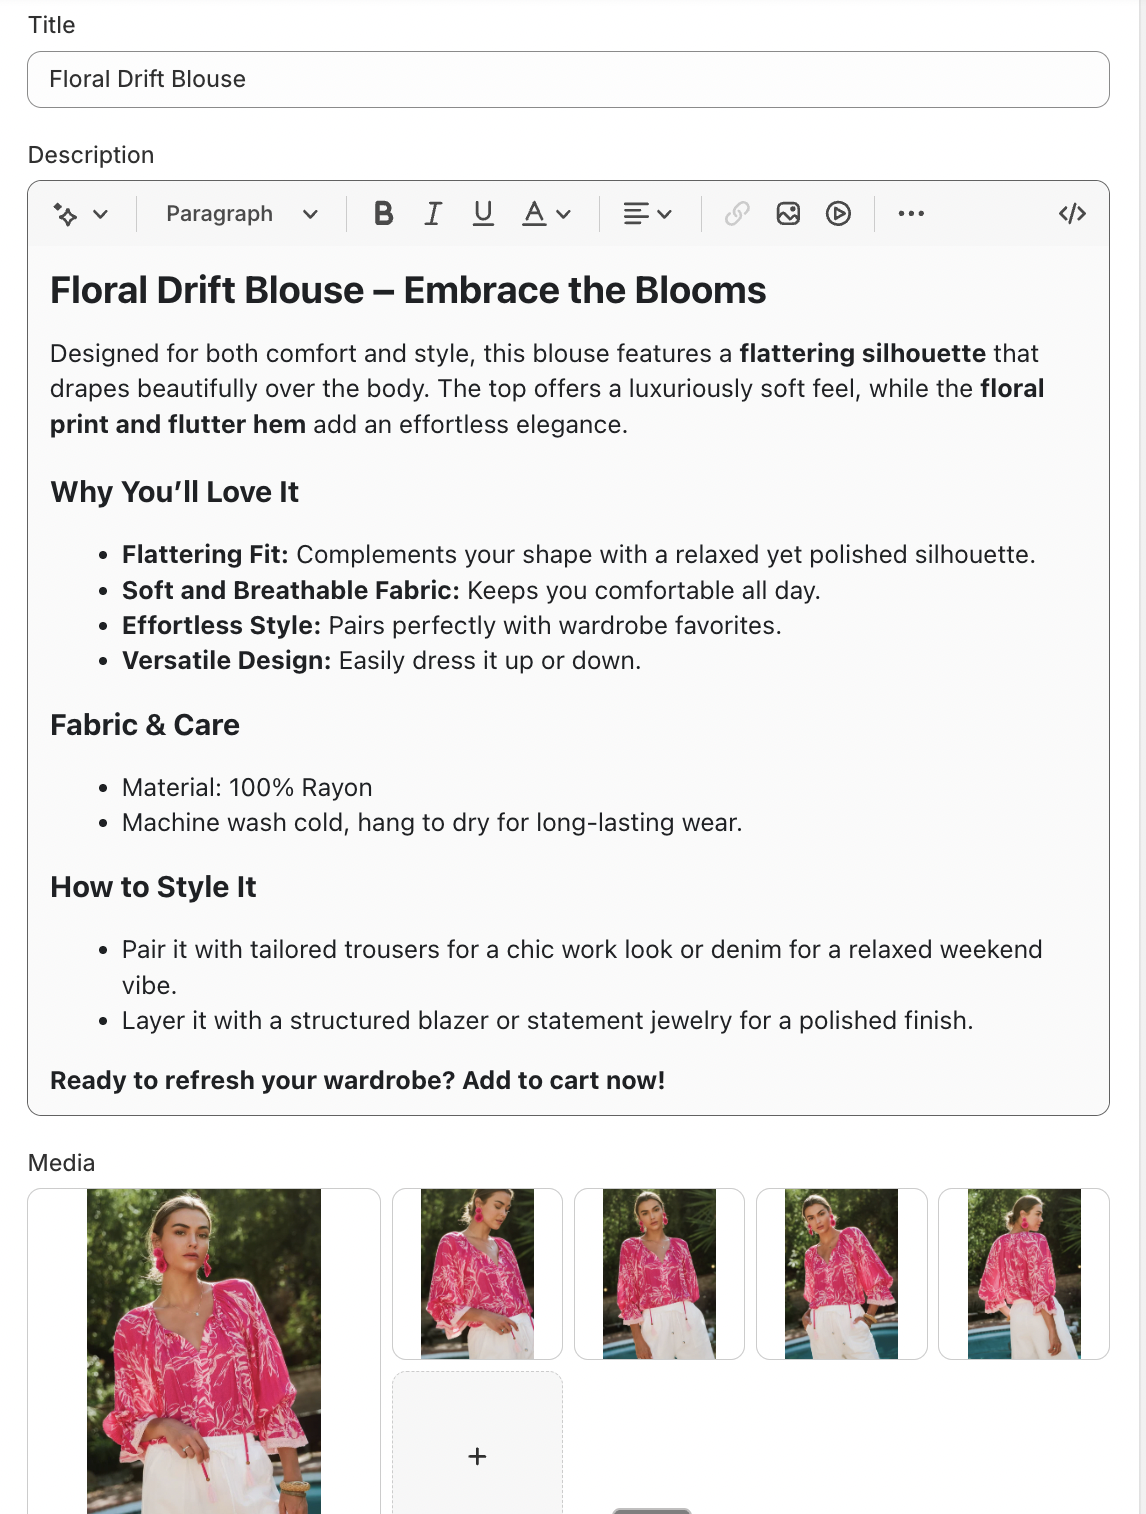 Title
Floral Drift Blouse
Description
Paragraph
B I U A
Floral Drift Blouse – Embrace the Blooms
Designed for both comfort and style, this blouse features a flattering silhouette that
drapes beautifully over the body. The top offers a luxuriously soft feel, while the floral
print and flutter hem add an effortless elegance.
Why You’ll Love It
• Flattering Fit: Complements your shape with a relaxed yet polished silhouette.
• Soft and Breathable Fabric: Keeps you comfortable all day.
• Effortless Style: Pairs perfectly with wardrobe favorites.
• Versatile Design: Easily dress it up or down.
Fabric & Care
• Material: 100% Rayon
• Machine wash cold, hang to dry for long-lasting wear.
How to Style It
• Pair it with tailored trousers for a chic work look or denim for a relaxed weekend
vibe.
• Layer it with a structured blazer or statement jewelry for a polished finish.
Ready to refresh your wardrobe? Add to cart now!
Media